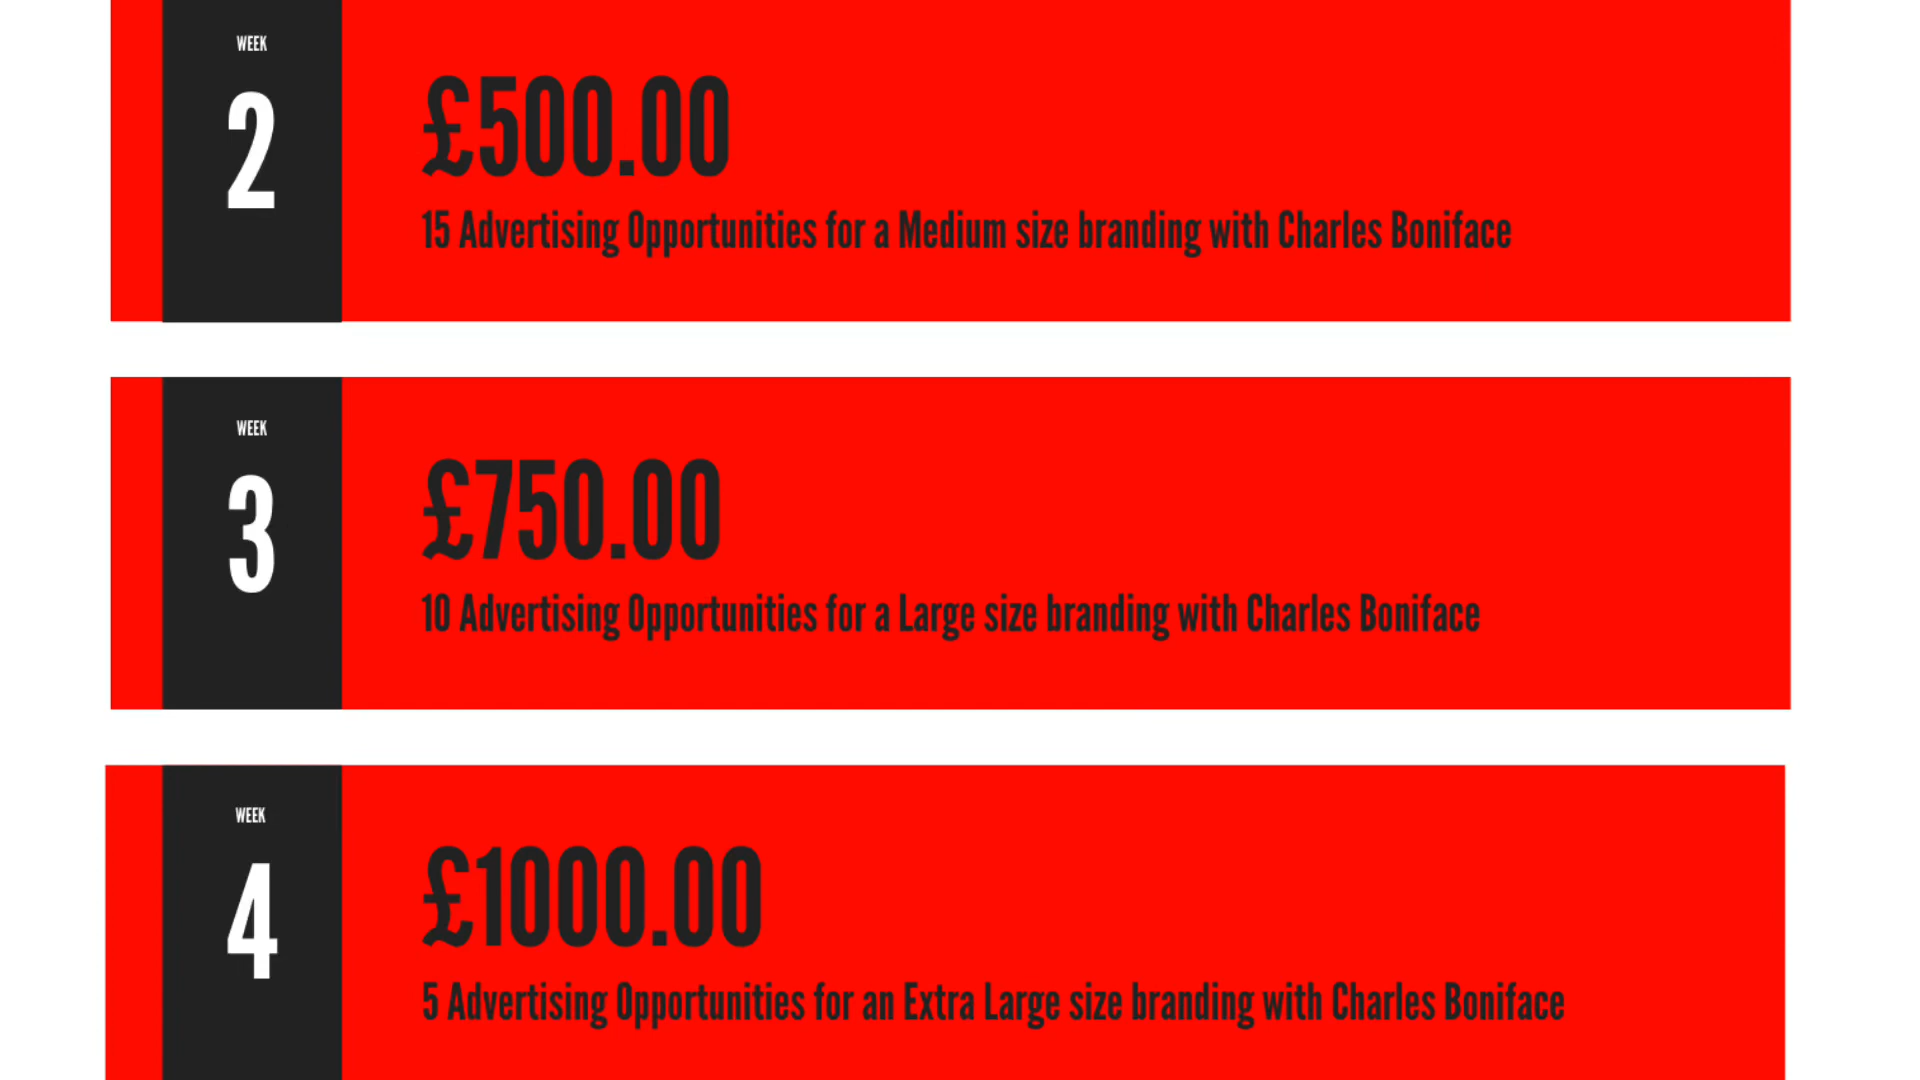 WEEK
2
£500.00
15 Advertising Opportunities for a Medium size branding with Charles Boniface
WEEK
3
£750.00
10 Advertising Opportunities for a Large size branding with Charles Boniface
WEEK
4
£1000.00
5 Advertising Opportunities for an Extra Large size branding with Charles Boniface